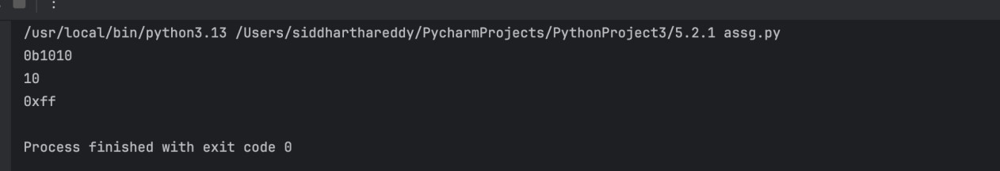 /usr/local/bin/python3.13 /Users/siddharthareddy/PycharmProjects/PythonProject3/5.2.1 assg.py
0b1010
10
0xff
Process finished with exit code 0